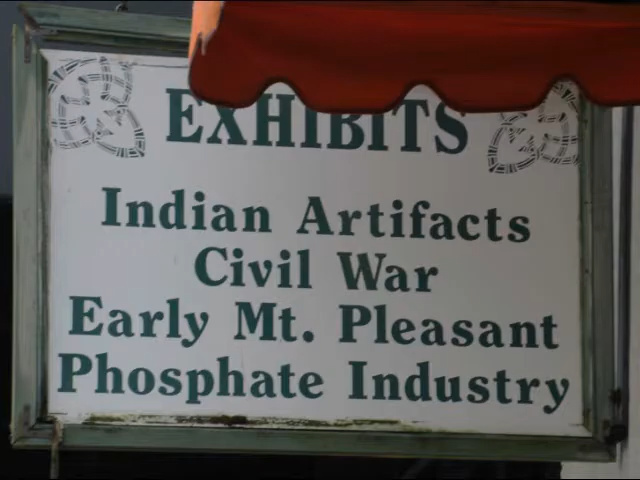 EXHIBITS
Indian Artifacts
Civil War
Early Mt. Pleasant
Phosphate Industry